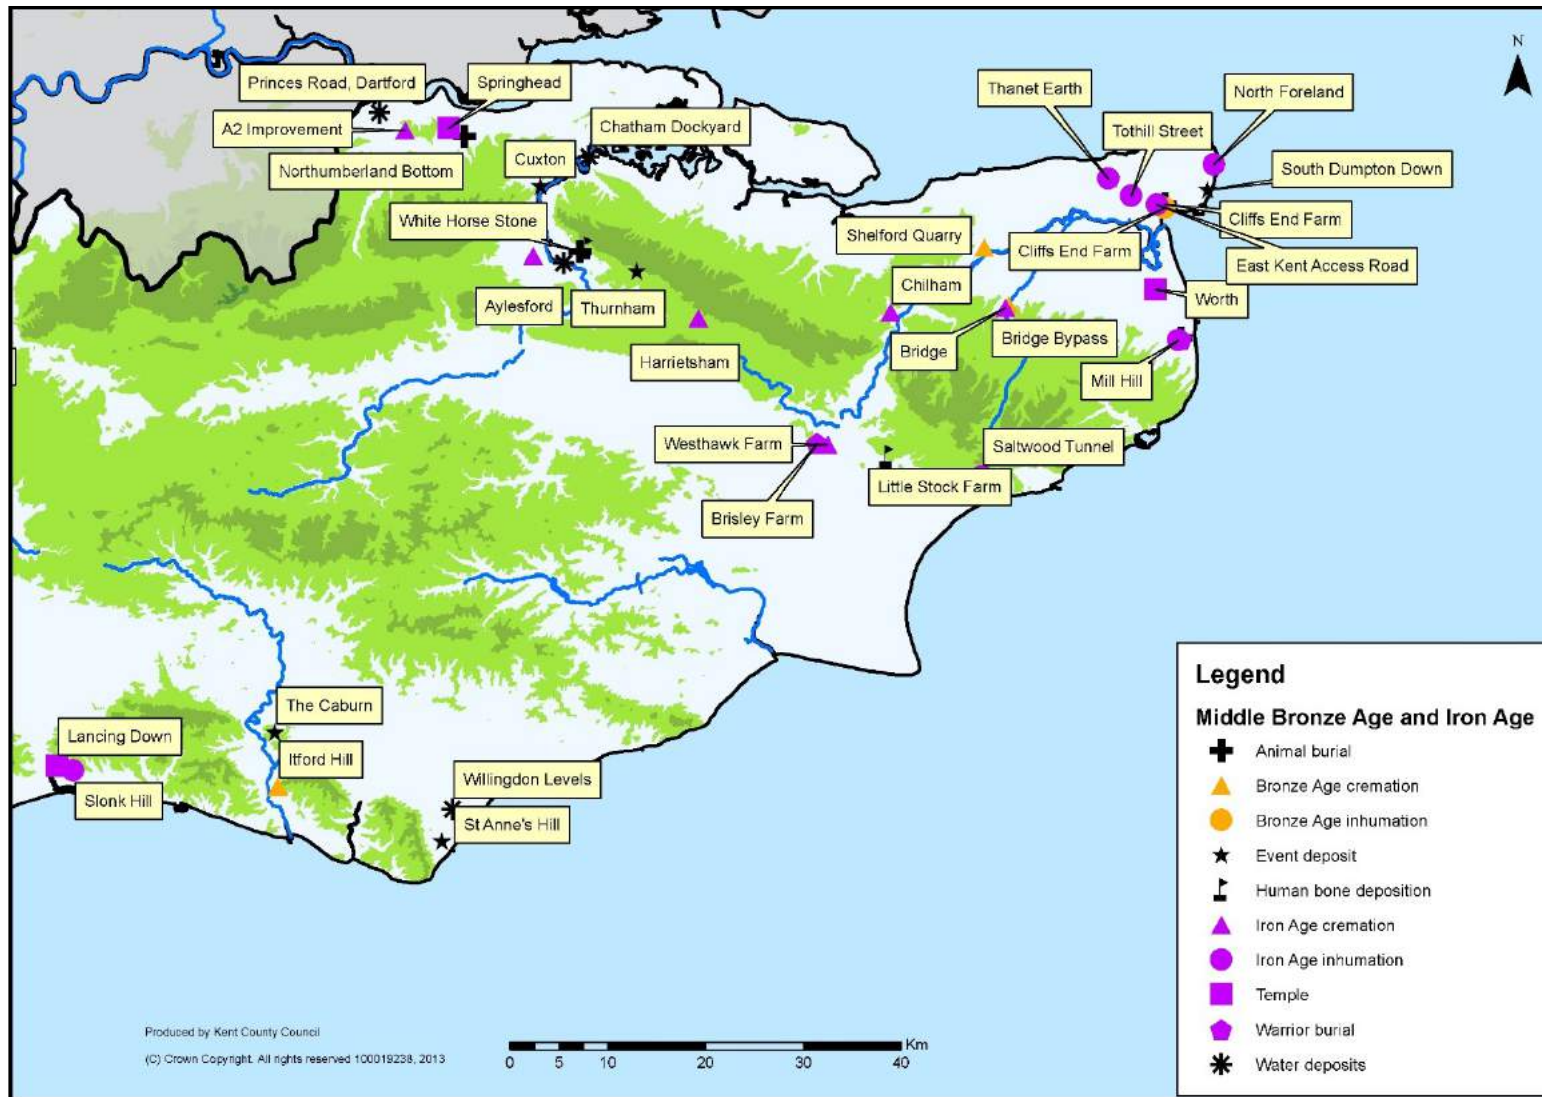 N
Princes Road, Dartford
Springhead
Thanet Earth
North Foreland
A2 Improvement
Chatham Dockyard
Tothill Street
Northumberland Bottom
Cuxton
South Dumpton Down
White Horse Stone
Shelford Quarry
Cliffs End Farm
Cliffs End Farm
East Kent Access Road
Chilham
Aylesford
Thurnham
Worth
Harrietsham
Bridge
Bridge Bypass
Mill Hill
Westhawk Farm
Saltwood Tunnel
Little Stock Farm
Brisley Farm
The Caburn
Lancing Down
Itford Hill
Willingdon Levels
Slonk Hill
St Anne's Hill
Legend
Middle Bronze Age and Iron Age
Animal burial
Bronze Age cremation
Bronze Age inhumation
Event deposit
Human bone deposition
Iron Age cremation
Iron Age inhumation
Temple
Warrior burial
Water deposits
Produced by Kent County Council
(C) Crown Copyright. All rights reserved 100019238, 2013
Km
0 5 10 20 30 40